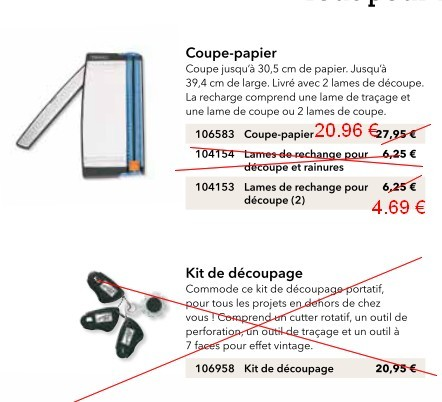 Coupe-papier
Coupe jusqu'à 30,5 cm de papier. Jusqu'à
39,4 cm de large. Livré avec 2 lames de découpe.
La recharge comprend une lame de traçage et
une lame de coupe ou 2 lames de coupe.
106583 Coupe-papier 20.96 € 27,95 €
104154 Lames de rechange pour 6,25 €
découpe et rainures
104153 Lames de rechange pour 6,25 €
découpe (2) 4.69 €
Kit de découpage
Commode ce kit de découpage portatif,
pour tous les projets en dehors de chez
vous ! Comprend un cutter rotatif, un outil de
perforation, un outil de traçage et un outil à
7 faces pour effet vintage.
106958 Kit de découpage 20,95 €